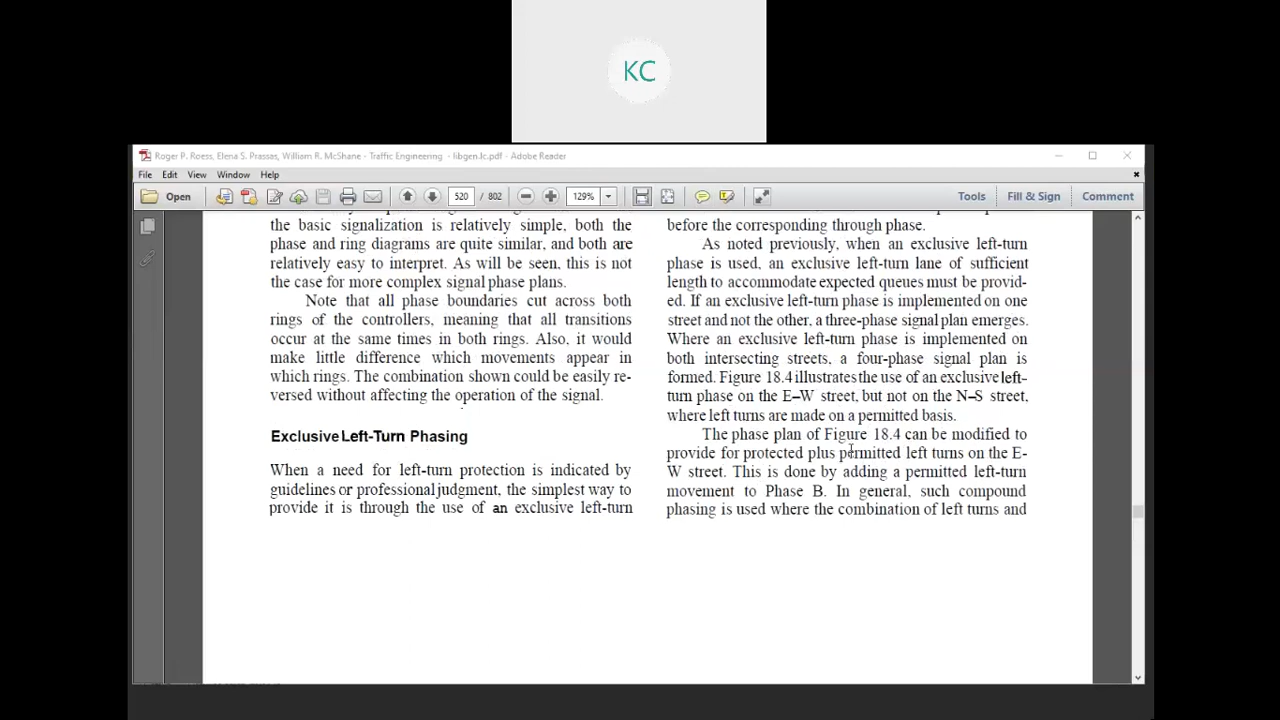 KC
Roger P. Roess, Elena S. Prassas, William R. McShane - Traffic Engineering - libgen.lc.pdf - Adobe Reader
File Edit View Window Help
Open 520 / 802 129% Tools Fill & Sign Comment
the basic signalization is relatively simple, both the
phase and ring diagrams are quite similar, and both are
relatively easy to interpret. As will be seen, this is not
the case for more complex signal phase plans.
Note that all phase boundaries cut across both
rings of the controllers, meaning that all transitions
occur at the same times in both rings. Also, it would
make little difference which movements appear in
which rings. The combination shown could be easily re-
versed without affecting the operation of the signal.
Exclusive Left-Turn Phasing
When a need for left-turn protection is indicated by
guidelines or professional judgment, the simplest way to
provide it is through the use of an exclusive left-turn
before the corresponding through phase.
As noted previously, when an exclusive left-turn
phase is used, an exclusive left-turn lane of sufficient
length to accommodate expected queues must be provid-
ed. If an exclusive left-turn phase is implemented on one
street and not the other, a three-phase signal plan emerges.
Where an exclusive left-turn phase is implemented on
both intersecting streets, a four-phase signal plan is
formed. Figure 18.4 illustrates the use of an exclusive left-
turn phase on the E–W street, but not on the N–S street,
where left turns are made on a permitted basis.
The phase plan of Figure 18.4 can be modified to
provide for protected plus permitted left turns on the E-
W street. This is done by adding a permitted left-turn
movement to Phase B. In general, such compound
phasing is used where the combination of left turns and